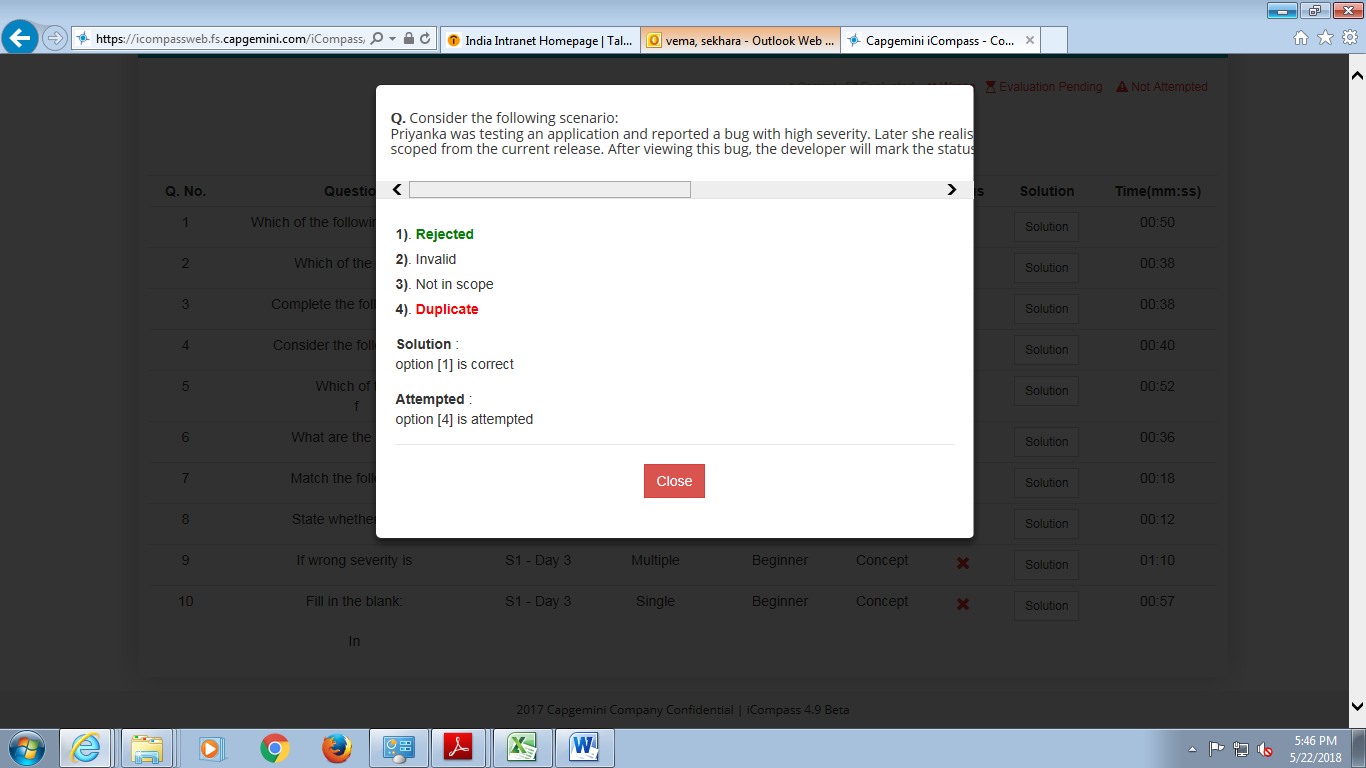 https://icompassweb.fs.capgemini.com/iCompass/
India Intranet Homepage | Tal...
vema, sekhara - Outlook Web ...
Capgemini iCompass - Co...
Evaluation Pending
Not Attempted
Q. Consider the following scenario:
Priyanka was testing an application and reported a bug with high severity. Later she realis
scoped from the current release. After viewing this bug, the developer will mark the status
Q. No. Questio s Solution Time(mm:ss)
1 Which of the followin Solution 00:50
2 Which of the Solution 00:38
3 Complete the foll Solution 00:38
4 Consider the foll Solution 00:40
5 Which of Solution 00:52
f
6 What are the Solution 00:36
7 Match the foll Solution 00:18
8 State whether Solution 00:12
9 If wrong severity is S1 - Day 3 Multiple Beginner Concept Solution 01:10
10 Fill in the blank: S1 - Day 3 Single Beginner Concept Solution 00:57
In
1). Rejected
2). Invalid
3). Not in scope
4). Duplicate
Solution :
option [1] is correct
Attempted :
option [4] is attempted
Close
2017 Capgemini Company Confidential | iCompass 4.9 Beta
5:46 PM
5/22/2018